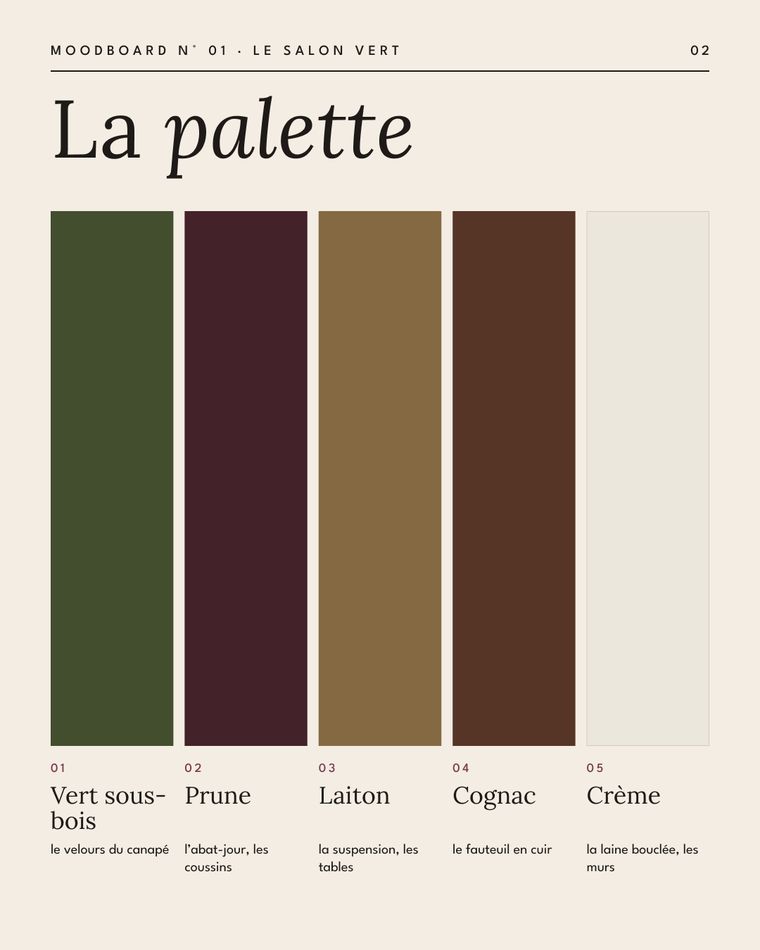 MOODBOARD N° 01 · LE SALON VERT
02
La palette
01
Vert sous-
bois
le velours du canapé
02
Prune
l’abat-jour, les
coussins
03
Laiton
la suspension, les
tables
04
Cognac
le fauteuil en cuir
05
Crème
la laine bouclée, les
murs